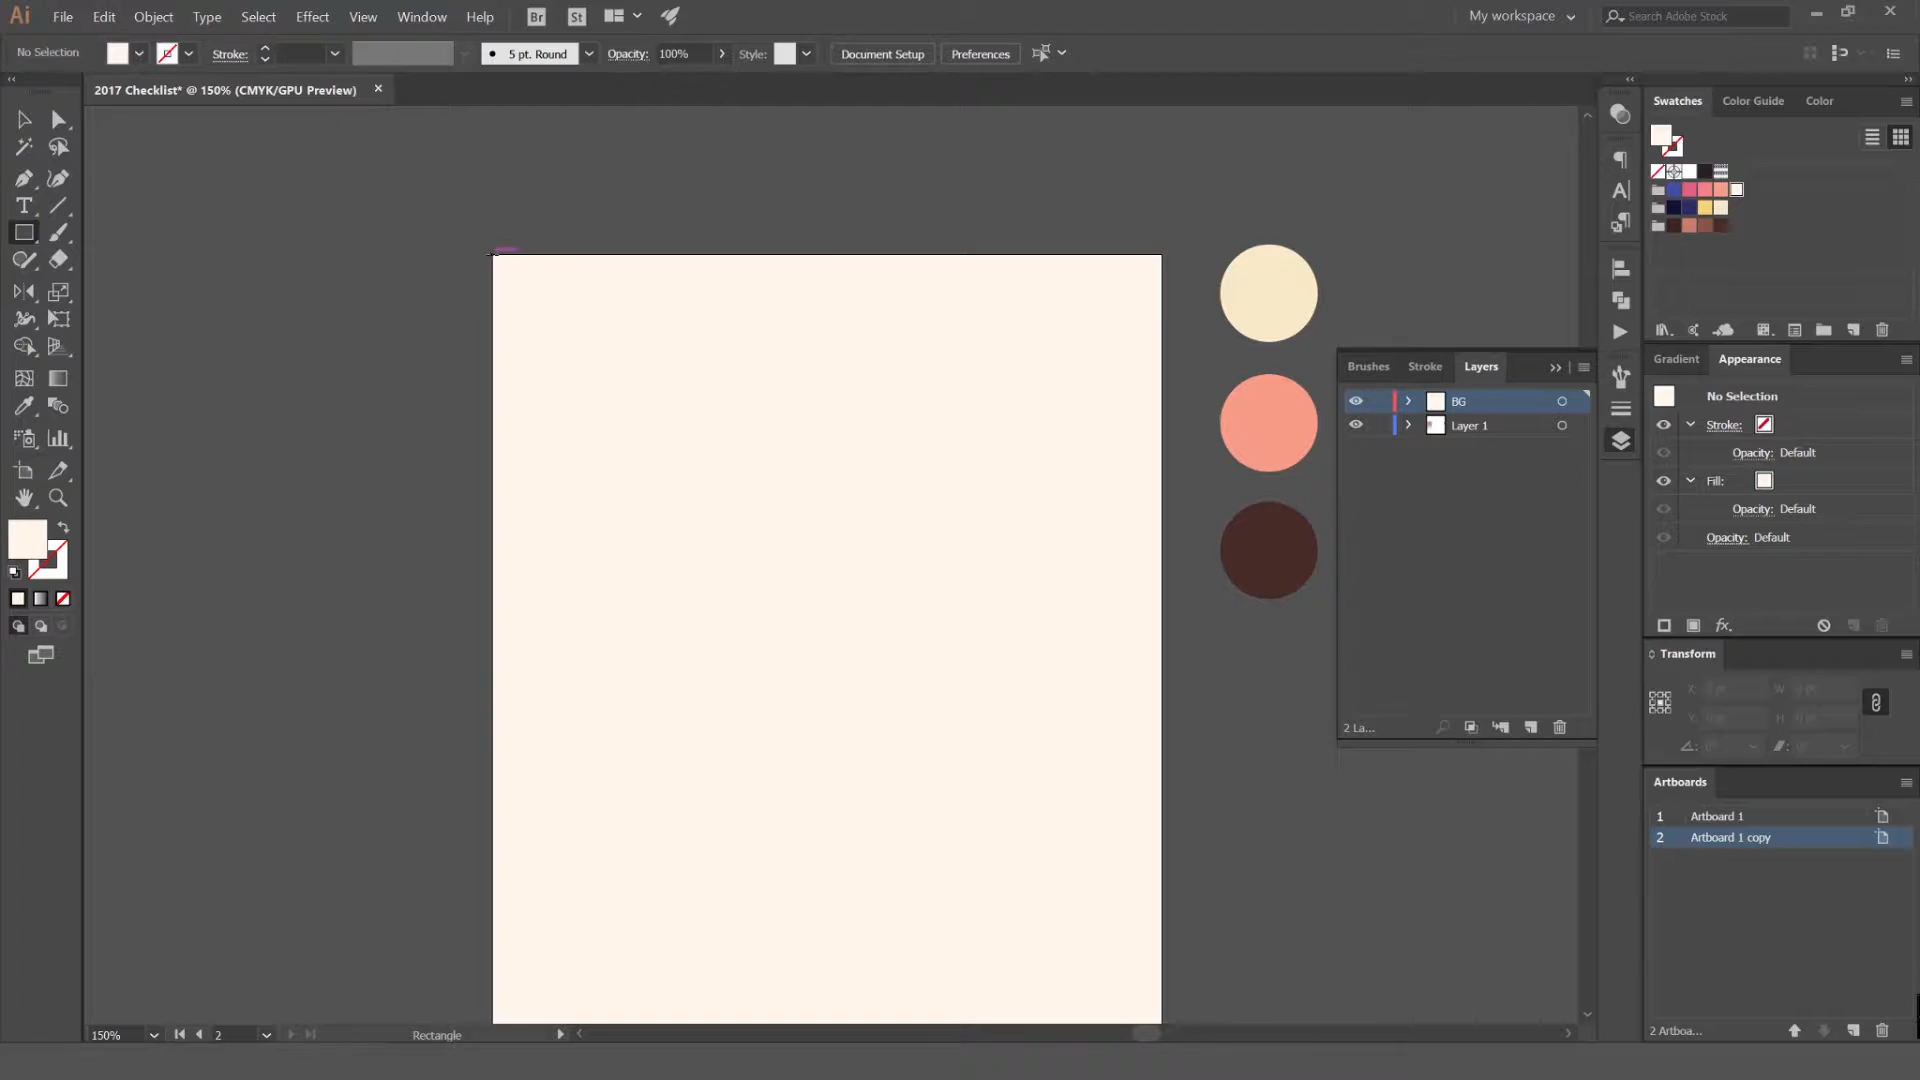 Ai File Edit Object Type Select Effect View Window Help Br St My workspace Search Adobe Stock
No Selection Stroke: 5 pt. Round Opacity: 100% Style: Document Setup Preferences
2017 Checklist* @ 150% (CMYK/GPU Preview)
Swatches Color Guide Color
Brushes Stroke Layers
BG
Layer 1
2 La...
Gradient Appearance
No Selection
Stroke:
Opacity: Default
Fill:
Opacity: Default
Opacity: Default
Transform
X: W:
Y: H:
Artboards
1 Artboard 1
2 Artboard 1 copy
2 Artboa...
150% 2 Rectangle